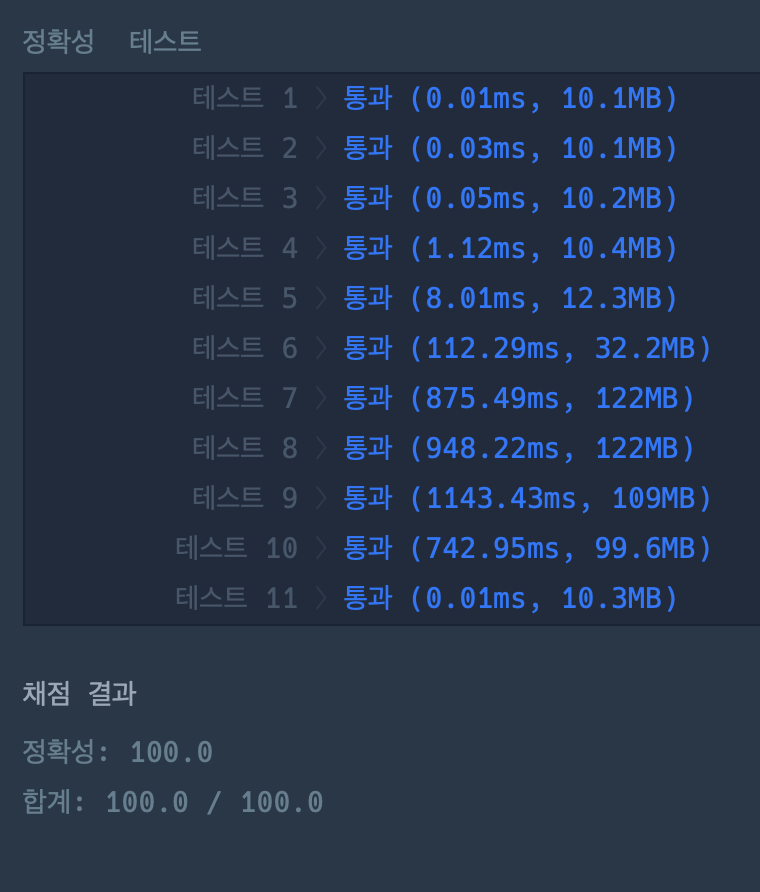 정확성 테스트
테스트 1 〉 통과 (0.01ms, 10.1MB)
테스트 2 〉 통과 (0.03ms, 10.1MB)
테스트 3 〉 통과 (0.05ms, 10.2MB)
테스트 4 〉 통과 (1.12ms, 10.4MB)
테스트 5 〉 통과 (8.01ms, 12.3MB)
테스트 6 〉 통과 (112.29ms, 32.2MB)
테스트 7 〉 통과 (875.49ms, 122MB)
테스트 8 〉 통과 (948.22ms, 122MB)
테스트 9 〉 통과 (1143.43ms, 109MB)
테스트 10 〉 통과 (742.95ms, 99.6MB)
테스트 11 〉 통과 (0.01ms, 10.3MB)
채점 결과
정확성: 100.0
합계: 100.0 / 100.0